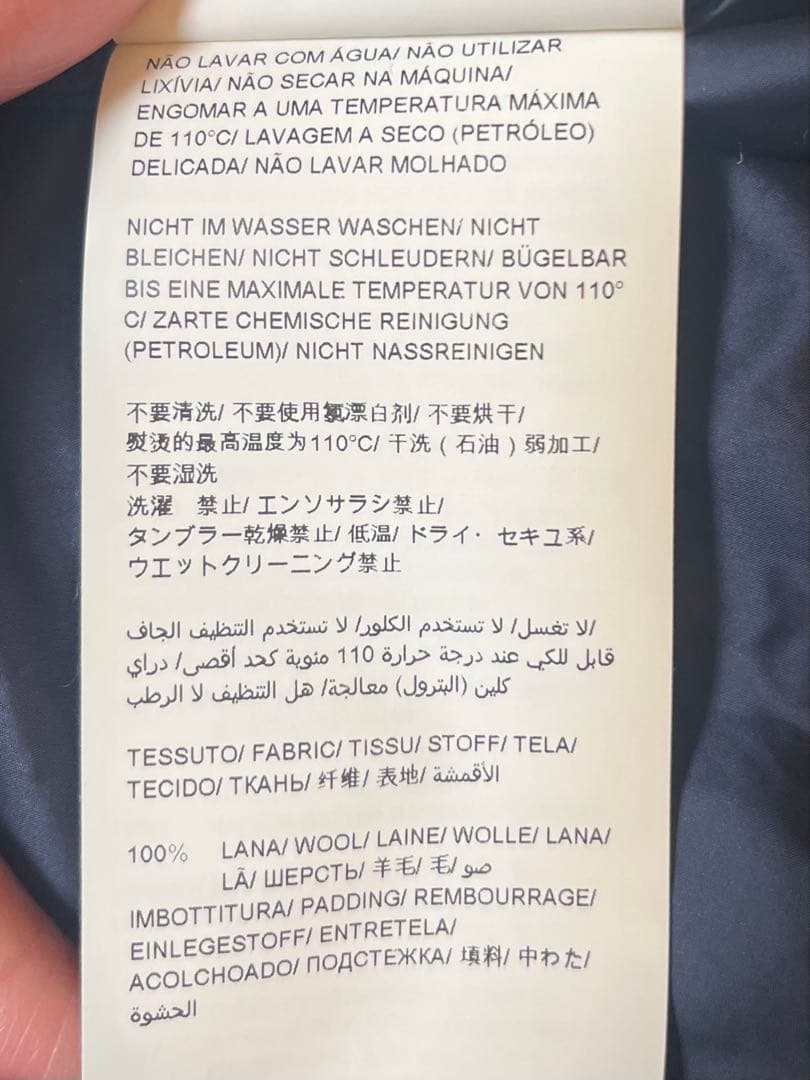 NÃO LAVAR COM ÁGUA/ NÃO UTILIZAR
LIXÍVIA/ NÃO SECAR NA MÁQUINA/
ENGOMAR A UMA TEMPERATURA MÁXIMA
DE 110°C/ LAVAGEM A SECO (PETRÓLEO)
DELICADA/ NÃO LAVAR MOLHADO
NICHT IM WASSER WASCHEN/ NICHT
BLEICHEN/ NICHT SCHLEUDERN/ BÜGELBAR
BIS EINE MAXIMALE TEMPERATUR VON 110°
C/ ZARTE CHEMISCHE REINIGUNG
(PETROLEUM)/ NICHT NASSREINIGEN
不要清洗/ 不要使用氯漂白剂/ 不要烘干/
熨烫的最高温度为110°C/ 干洗 ( 石油 ) 弱加工/
不要湿洗
洗濯 禁止/ エンソサラシ禁止/
タンブラー乾燥禁止/ 低温/ ドライ· セキユ系/
ウエットクリーニング禁止
/لا تغسل/ لا تستخدم الكلور/ لا تستخدم التنظيف الجاف
قابل للكي عند درجة حرارة 110 مئوية كحد أقصى/ دراي
كلين (البترول) معالجة/ هل التنظيف لا الرطب
TESSUTO/ FABRIC/ TISSU/ STOFF/ TELA/
TECIDO/ ТКАНЬ/ 纤维/ 表地/ الأقمشة
100% LANA/ WOOL/ LAINE/ WOLLE/ LANA/
LÃ/ ШЕРСТЬ/ 羊毛/ 毛/ صو
IMBOTTITURA/ PADDING/ REMBOURRAGE/
EINLEGESTOFF/ ENTRETELA/
ACOLCHOADO/ ПОДСТЕЖКА/ 填料/ 中わた/
الحشوة